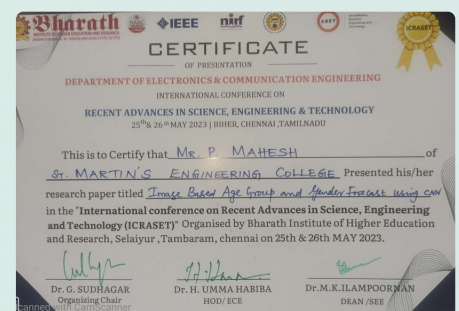 Bharath
INSTITUTE OF HIGHER EDUCATION AND RESEARCH
IEEE
nirf
ABET
ICRASET
CERTIFICATE
OF PRESENTATION
DEPARTMENT OF ELECTRONICS & COMMUNICATION ENGINEERING
INTERNATIONAL CONFERENCE ON
RECENT ADVANCES IN SCIENCE, ENGINEERING & TECHNOLOGY
25th & 26th MAY 2023 | BIHER, CHENNAI, TAMILNADU
This is to Certify that MR. P. MAHESH of
St. MARTIN'S ENGINEERING COLLEGE Presented his/her
research paper titled Image Based Age Group and Gender Forecast using CNN
in the "International conference on Recent Advances in Science, Engineering
and Technology (ICRASET)" Organised by Bharath Institute of Higher Education
and Research, Selaiyur, Tambaram, chennai on 25th & 26th MAY 2023.
Dr. G. SUDHAGAR
Organizing Chair
Dr. H. UMMA HABIBA
HOD/ ECE
Dr.M.K.ILAMPOORNAN
DEAN /SEE
canned with CamScanner